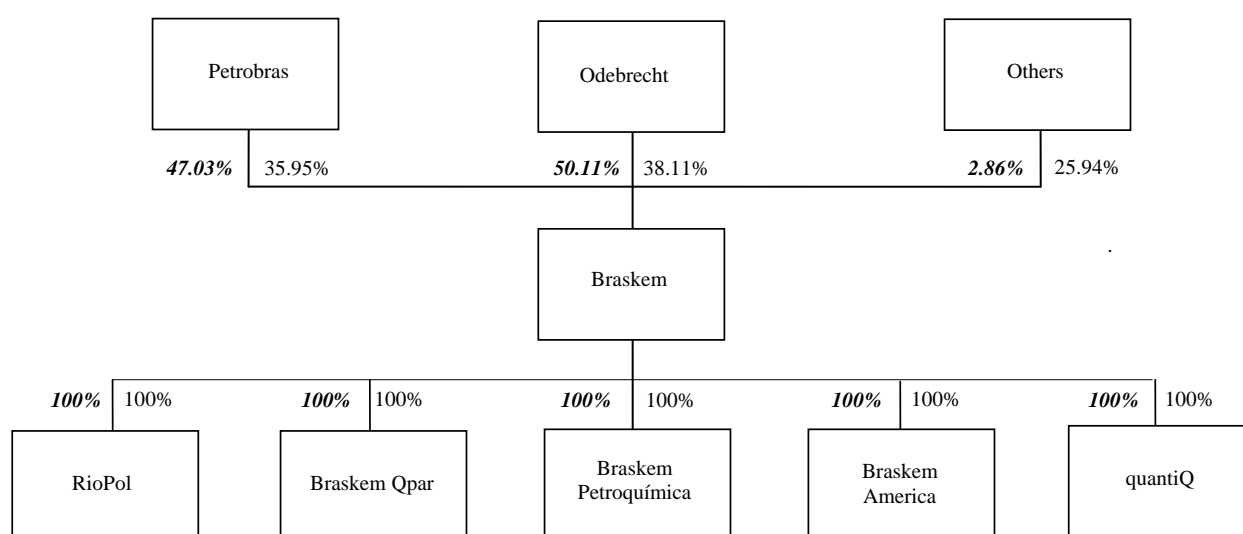 Petrobras
Odebrecht
Others
47.03% 35.95%
50.11% 38.11%
2.86% 25.94%
Braskem
.
100% 100%
100% 100%
100% 100%
100% 100%
100% 100%
RioPol
Braskem Qpar
Braskem
Petroquímica
Braskem
America
quantiQ